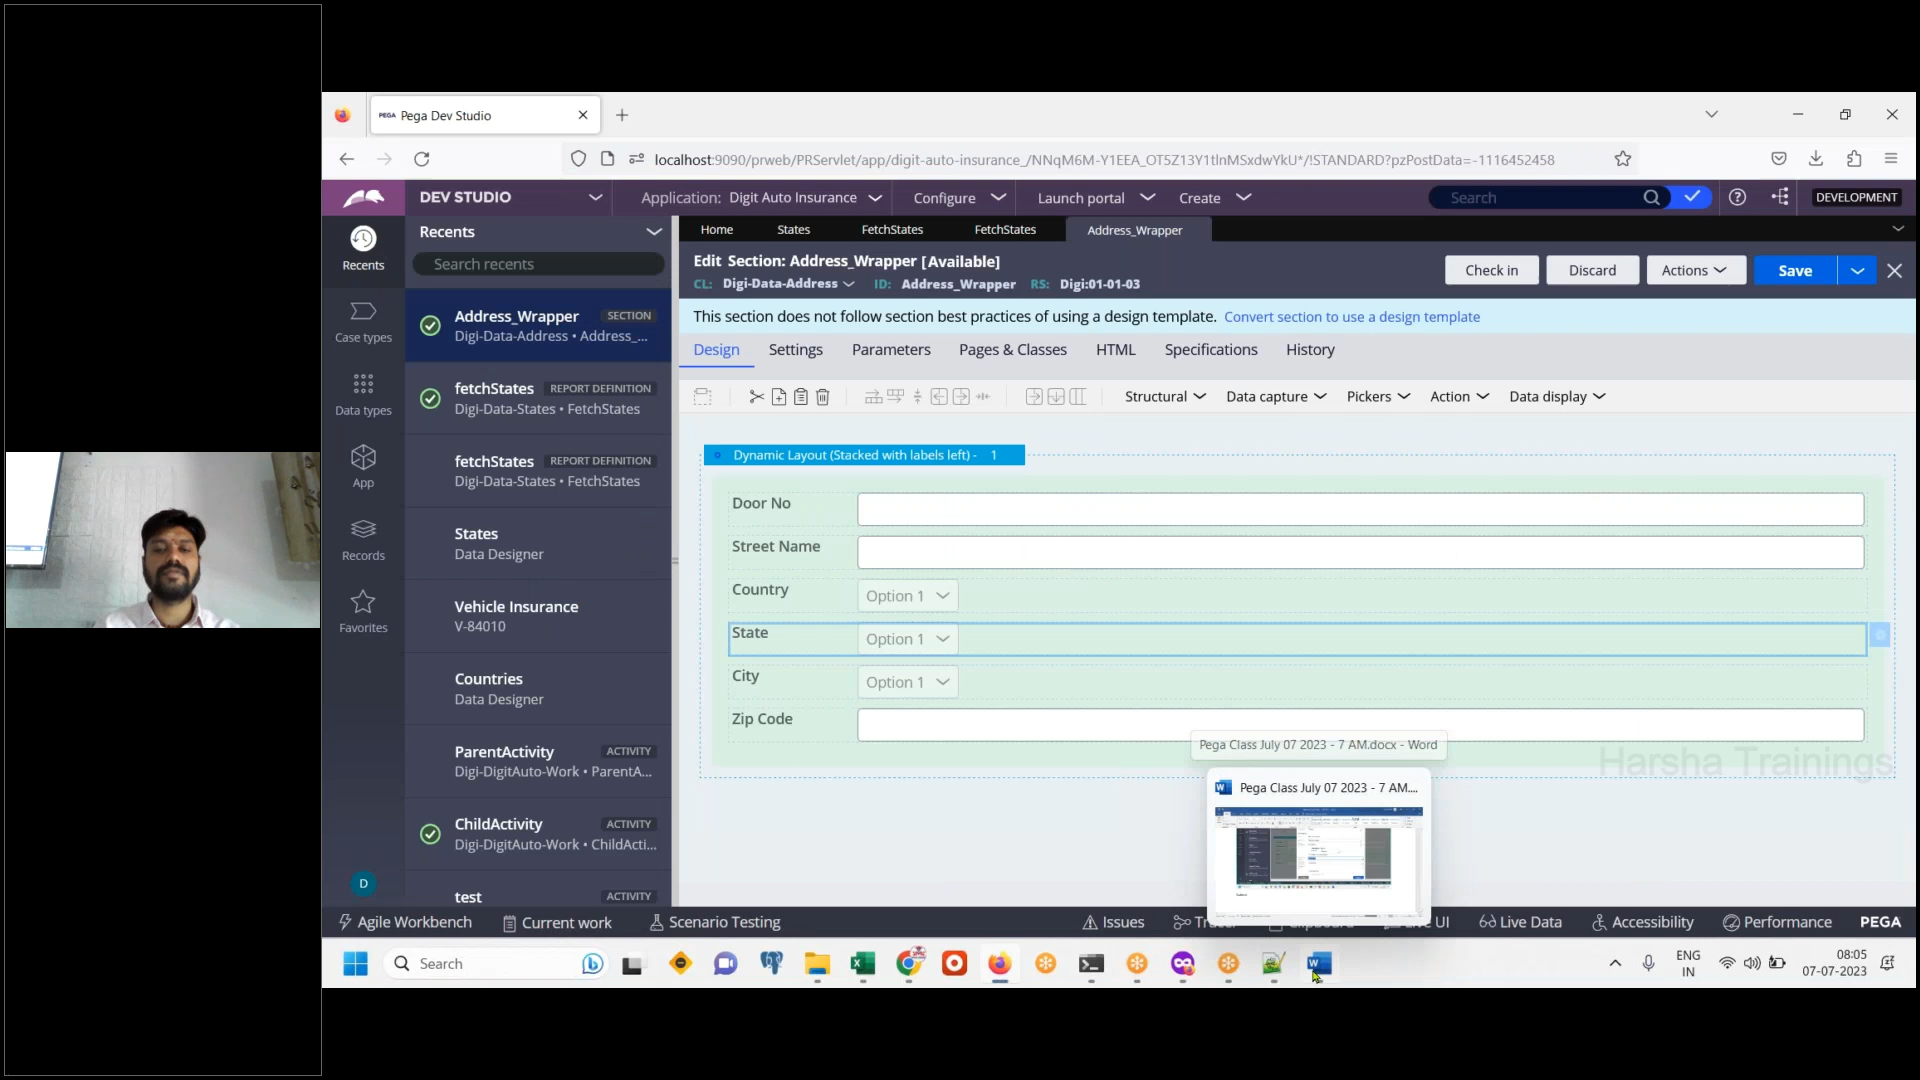 PEGA Pega Dev Studio
localhost:9090/prweb/PRServlet/app/digit-auto-insurance_/NNqM6M-Y1EEA_OT5Z13Y1tlnMSxdwYkU*/!STANDARD?pzPostData=-1116452458
DEV STUDIO
Application: Digit Auto Insurance
Configure
Launch portal
Create
Search
DEVELOPMENT
Recents
Case types
Data types
App
Records
Favorites
D
Recents
Search recents
Address_Wrapper SECTION
Digi-Data-Address • Address_...
fetchStates REPORT DEFINITION
Digi-Data-States • FetchStates
fetchStates REPORT DEFINITION
Digi-Data-States • FetchStates
States
Data Designer
Vehicle Insurance
V-84010
Countries
Data Designer
ParentActivity ACTIVITY
Digi-DigitAuto-Work • ParentA...
ChildActivity ACTIVITY
Digi-DigitAuto-Work • ChildActi...
test ACTIVITY
Home States FetchStates FetchStates Address_Wrapper
Edit Section: Address_Wrapper [Available]
CL: Digi-Data-Address ID: Address_Wrapper RS: Digi:01-01-03
Check in Discard Actions Save
This section does not follow section best practices of using a design template. Convert section to use a design template
Design Settings Parameters Pages & Classes HTML Specifications History
Structural Data capture Pickers Action Data display
Dynamic Layout (Stacked with labels left) - 1
Door No
Street Name
Country Option 1
State Option 1
City Option 1
Zip Code
Harsha Trainings
Pega Class July 07 2023 - 7 AM.docx - Word
Pega Class July 07 2023 - 7 AM....
Agile Workbench Current work Scenario Testing Issues UI Live Data Accessibility Performance PEGA
Search
ENG
IN
08:05
07-07-2023